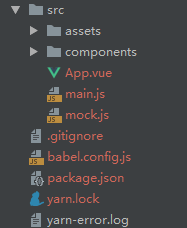 src
assets
components
App.vue
main.js
mock.js
.gitignore
babel.config.js
package.json
yarn.lock
yarn-error.log